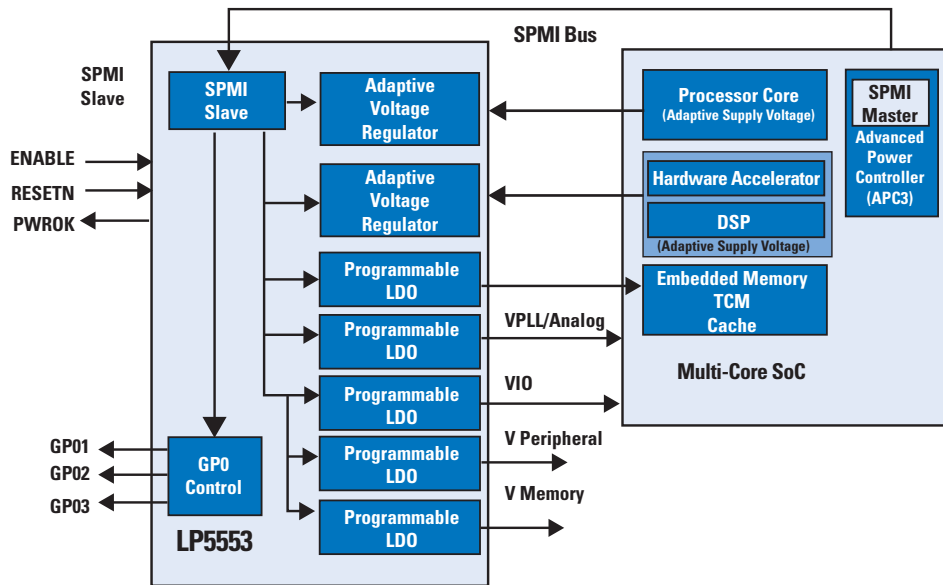 SPMI Bus
SPMI
Slave
SPMI
Slave
Adaptive
Voltage
Regulator
ENABLE
RESETN
PWROK
Adaptive
Voltage
Regulator
Programmable
LDO
Programmable
LDO
Programmable
LDO
Programmable
LDO
Programmable
LDO
GP01
GP02
GP03
GP0
Control
LP5553
VPLL/Analog
VIO
V Peripheral
V Memory
Processor Core
(Adaptive Supply Voltage)
Hardware Accelerator
DSP
(Adaptive Supply Voltage)
Embedded Memory
TCM
Cache
SPMI
Master
Advanced
Power
Controller
(APC3)
Multi-Core SoC